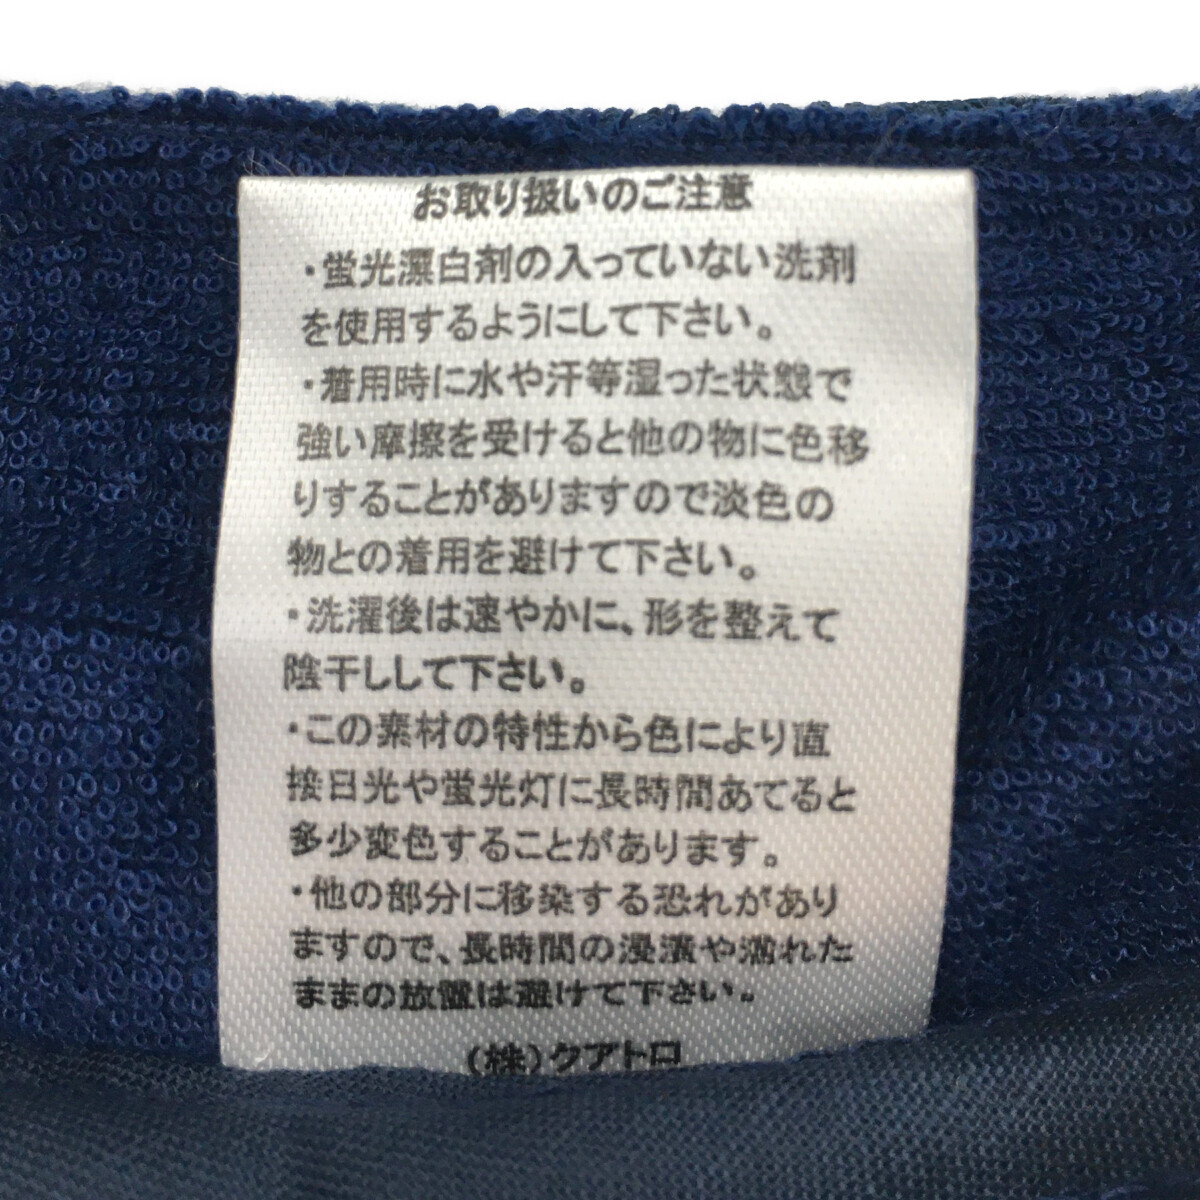 お取り扱いのご注意
・蛍光漂白剤の入っていない洗剤
を使用するようにして下さい。
・着用時に水や汗等湿った状態で
強い摩擦を受けると他の物に色移
りすることがありますので淡色の
物との着用を避けて下さい。
・洗濯後は速やかに、形を整えて
陰干しして下さい。
・この素材の特性から色により直
接日光や蛍光灯に長時間あてると
多少変色することがあります。
・他の部分に移染する恐れがあり
ますので、長時間の浸漬や濡れた
ままの放置は避けて下さい。
(株)クアトロ